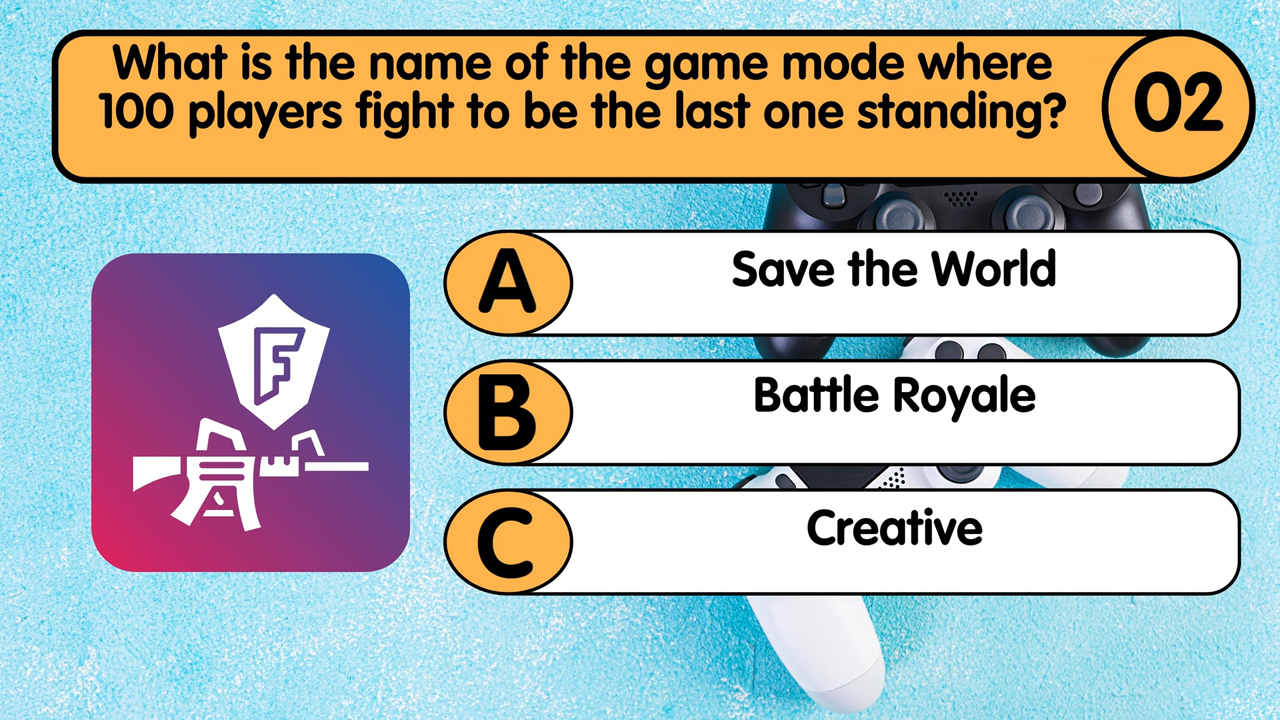 What is the name of the game mode where
100 players fight to be the last one standing?
02
A
Save the World
F
B
Battle Royale
C
Creative